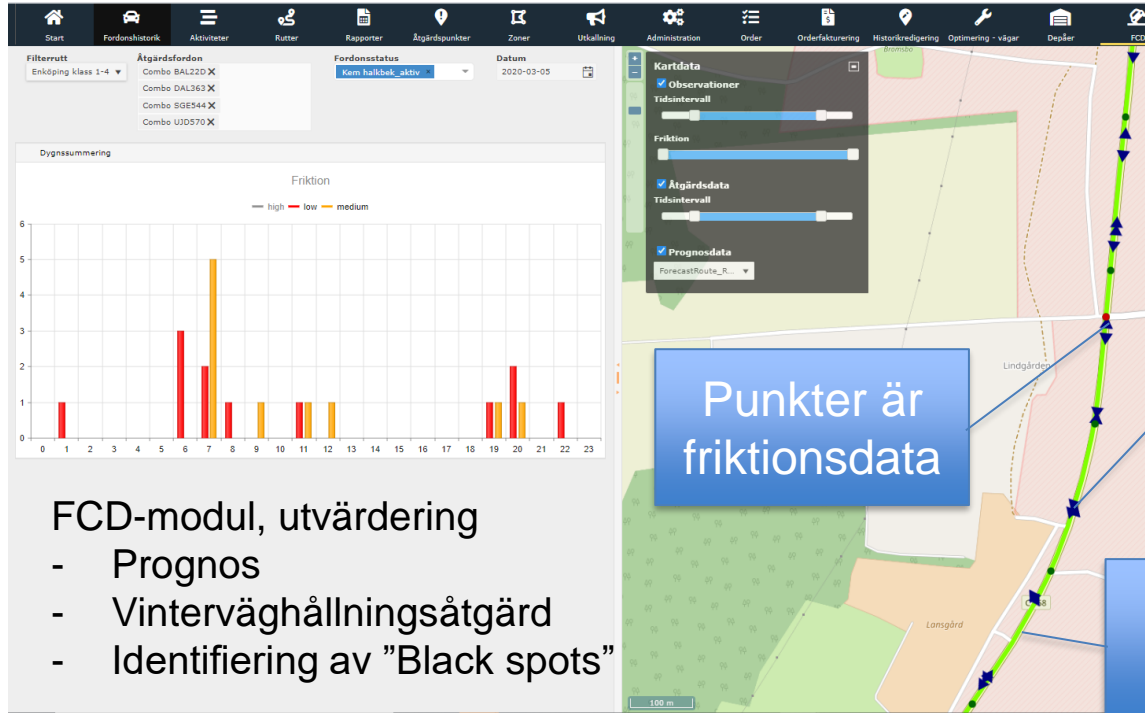 Start Fordonshistorik Aktiviteter Rutter Rapporter Åtgärdspunkter Zoner Utkallning Administration Order Orderfakturering Historikredigering Optimering - vägar Depåer FCD
Filterrutt Åtgärdsfordon Fordonsstatus Datum
Enköping klass 1-4 Combo BAL22D Kem halkbek_aktiv 2020-03-05
Combo DAL363
Combo SGE544
Combo UJD570
Dygnssummering
Friktion
high low medium
6
5
4
3
2
1
0
0 1 2 3 4 5 6 7 8 9 10 11 12 13 14 15 16 17 18 19 20 21 22 23
FCD-modul, utvärdering
- Prognos
- Vinterväghållningsåtgärd
- Identifiering av ”Black spots”
Kartdata
Observationer
Tidsintervall
Friktion
Åtgärdsdata
Tidsintervall
Prognosdata
ForecastRoute_R...
Bremsbo
Lindgården
Punkter är
friktionsdata
Lansgård
100 m